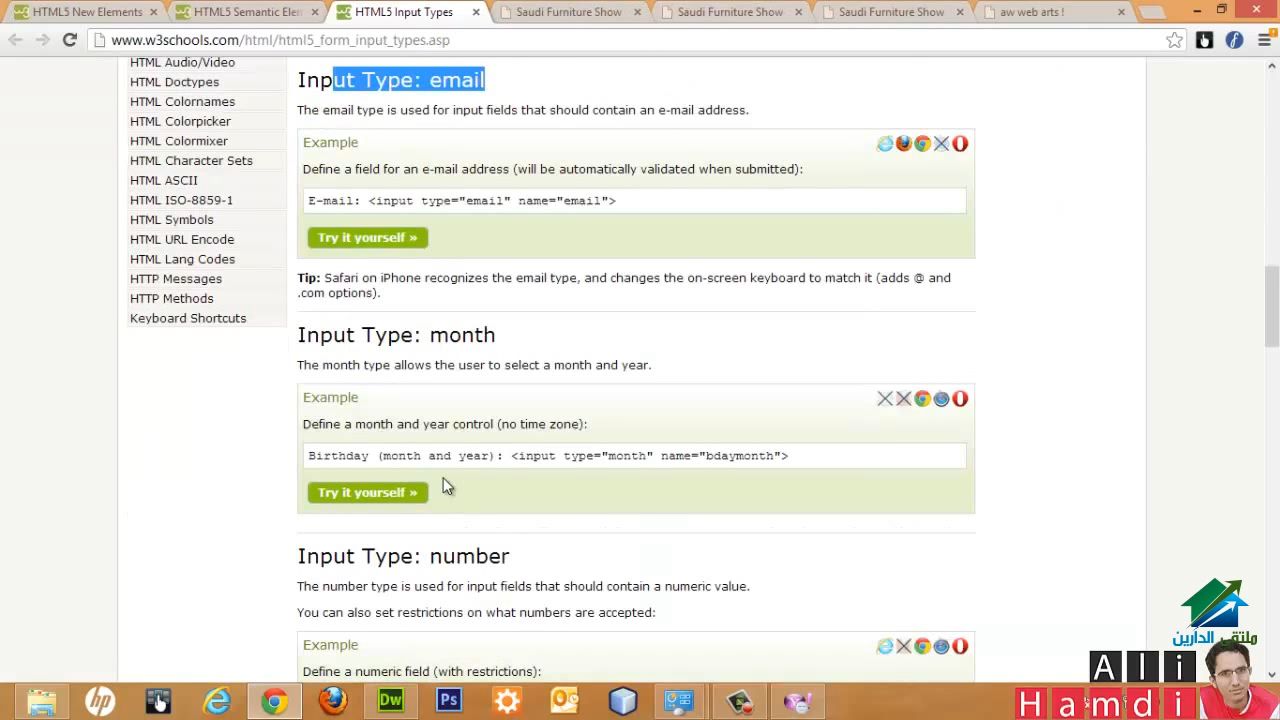 HTML5 New Elements
HTML5 Semantic Elem
HTML5 Input Types
Saudi Furniture Show
Saudi Furniture Show
Saudi Furniture Show
aw web arts !
www.w3schools.com/html/html5_form_input_types.asp
HTML Audio/Video
HTML Doctypes
HTML Colornames
HTML Colorpicker
HTML Colormixer
HTML Character Sets
HTML ASCII
HTML ISO-8859-1
HTML Symbols
HTML URL Encode
HTML Lang Codes
HTTP Messages
HTTP Methods
Keyboard Shortcuts
Input Type: email
The email type is used for input fields that should contain an e-mail address.
Example
Define a field for an e-mail address (will be automatically validated when submitted):
E-mail: <input type="email" name="email">
Try it yourself »
Tip: Safari on iPhone recognizes the email type, and changes the on-screen keyboard to match it (adds @ and
.com options).
Input Type: month
The month type allows the user to select a month and year.
Example
Define a month and year control (no time zone):
Birthday (month and year): <input type="month" name="bdaymonth">
Try it yourself »
Input Type: number
The number type is used for input fields that should contain a numeric value.
You can also set restrictions on what numbers are accepted:
Example
Define a numeric field (with restrictions):
ملتقى الدارين
Ali
Hamdi
hp
Dw
Ps